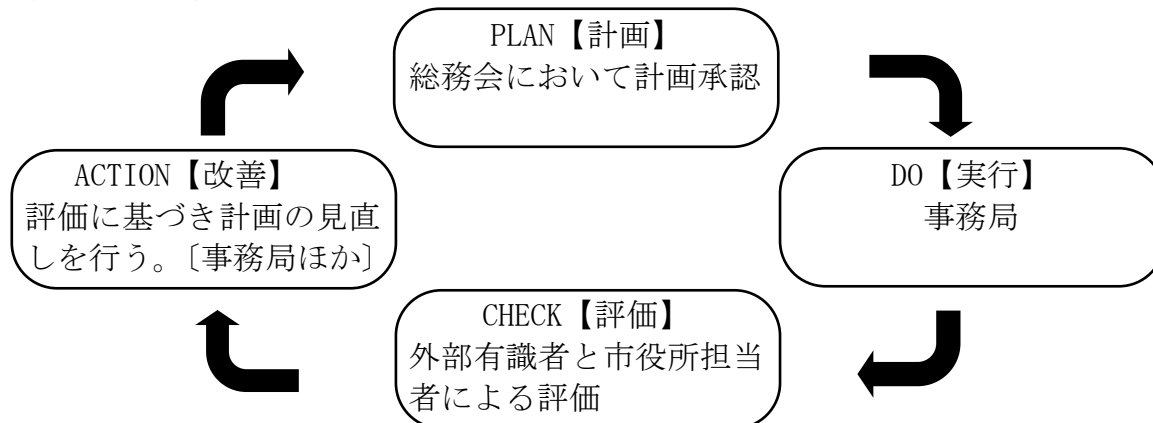 PLAN【計画】
総務会において計画承認
DO【実行】
事務局
CHECK【評価】
外部有識者と市役所担当
者による評価
ACTION【改善】
評価に基づき計画の見直
しを行う。〔事務局ほか〕